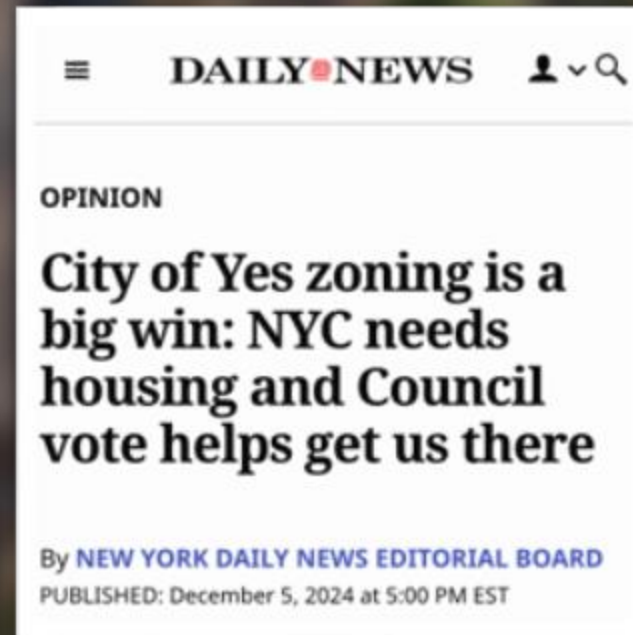 DAILY NEWS
OPINION
City of Yes zoning is a
big win: NYC needs
housing and Council
vote helps get us there
By NEW YORK DAILY NEWS EDITORIAL BOARD
PUBLISHED: December 5, 2024 at 5:00 PM EST